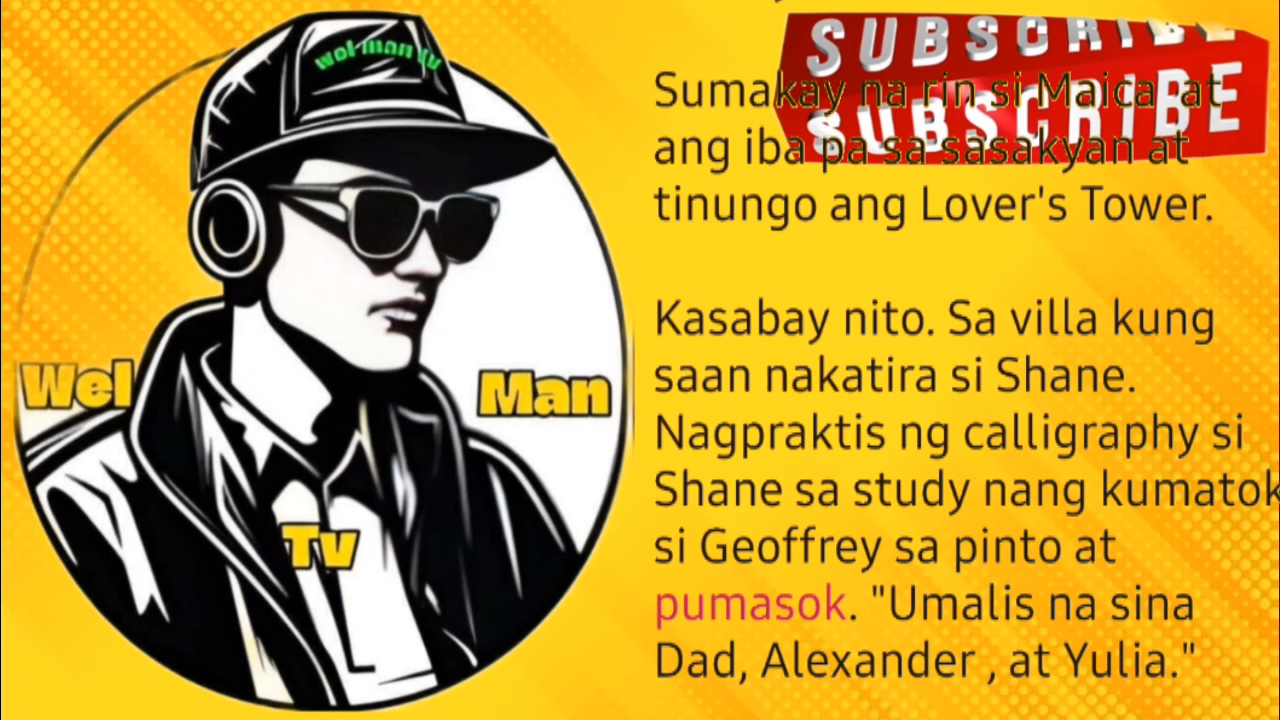 wel man tv
Wel
Man
Tv
SUBSCRIBE
SUBSCRIBE
Sumakay na rin si Maica at
ang iba pa sa sasakyan at
tinungo ang Lover's Tower.
Kasabay nito. Sa villa kung
saan nakatira si Shane.
Nagpraktis ng calligraphy si
Shane sa study nang kumatok
si Geoffrey sa pinto at
pumasok. "Umalis na sina
Dad, Alexander , at Yulia."